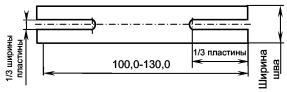 1/3 ширины
пластины
1/3 пластины
100,0-130,0
Ширина
шва